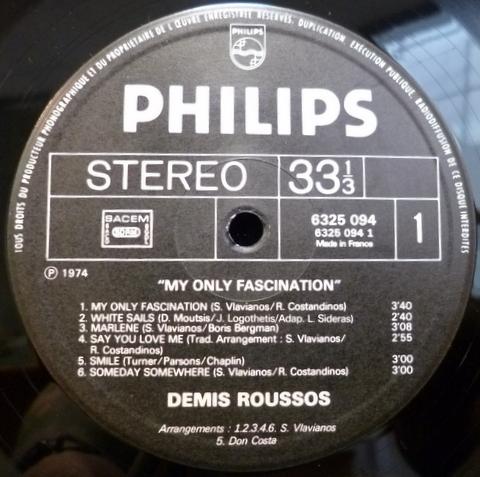 TOUS DROITS DU PRODUCTEUR PHONOGRAPHIQUE ET DU PROPRIETAIRE DE L'ŒUVRE ENREGISTREE RESERVES. DUPLICATION, EXECUTION PUBLIQUE, RADIODIFFUSION DE CE DISQUE INTERDITES
PHILIPS
PHILIPS
STEREO 33 1/3
SACEM
6325 094
6325 094 1
Made in France
1
℗ 1974
"MY ONLY FASCINATION"
1. MY ONLY FASCINATION (S. Vlavianos/R. Costandinos) 3'40
2. WHITE SAILS (D. Moutsis/J. Logothetis/Adap. L. Sideras) 2'40
3. MARLENE (S. Vlavianos/Boris Bergman) 3'08
4. SAY YOU LOVE ME (Trad. Arrangement : S. Vlavianos/ 2'55
R. Costandinos)
5. SMILE (Turner/Parsons/Chaplin) 3'00
6. SOMEDAY SOMEWHERE (S. Vlavianos/R. Costandinos) 3'00
DEMIS ROUSSOS
Arrangements : 1.2.3.4.6. S. Vlavianos
5. Don Costa